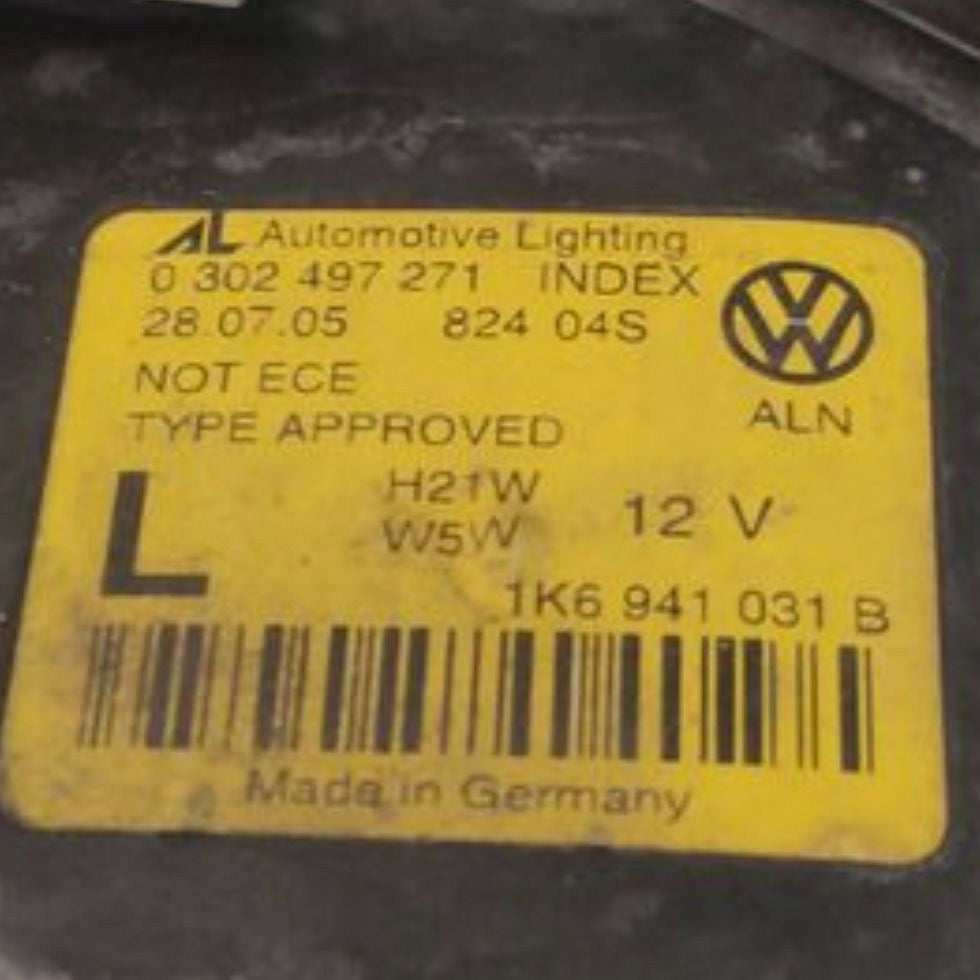 AL Automotive Lighting
0 302 497 271 INDEX
28.07.05 824 04S
NOT ECE
TYPE APPROVED
ALN
L
H21W
W5W
12 V
1K6 941 031 B
Made in Germany